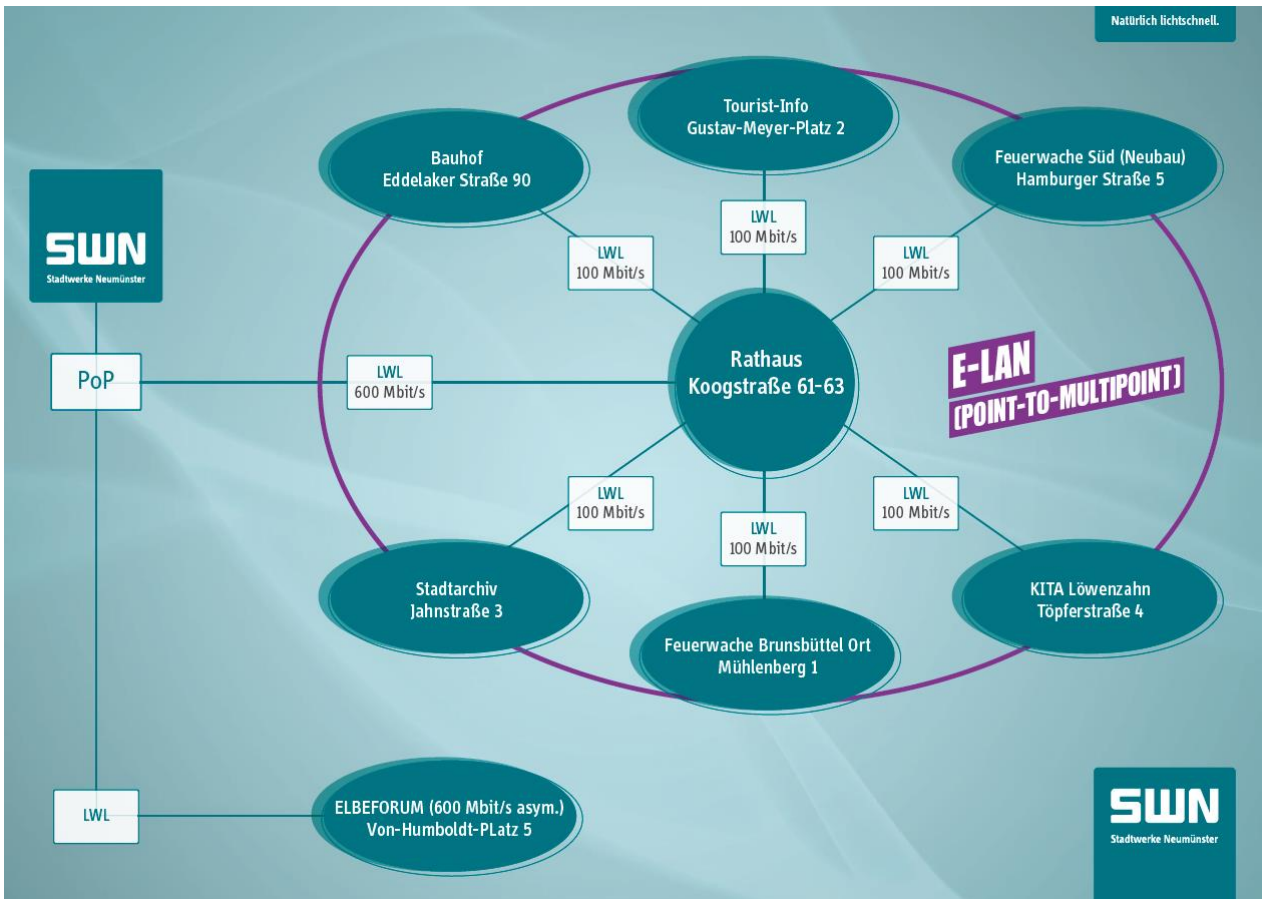 Natürlich lichtschnell.
Tourist-Info
Gustav-Meyer-Platz 2
Bauhof
Eddelaker Straße 90
Feuerwache Süd (Neubau)
Hamburger Straße 5
SWN
Stadtwerke Neumünster
LWL
100 Mbit/s
LWL
100 Mbit/s
LWL
100 Mbit/s
PoP
LWL
600 Mbit/s
Rathaus
Koogstraße 61-63
E-LAN
(POINT-TO-MULTIPOINT)
LWL
100 Mbit/s
LWL
100 Mbit/s
LWL
100 Mbit/s
Stadtarchiv
Jahnstraße 3
Feuerwache Brunsbüttel Ort
Mühlenberg 1
KITA Löwenzahn
Töpferstraße 4
LWL
ELBEFORUM (600 Mbit/s asym.)
Von-Humboldt-PLatz 5
SWN
Stadtwerke Neumünster